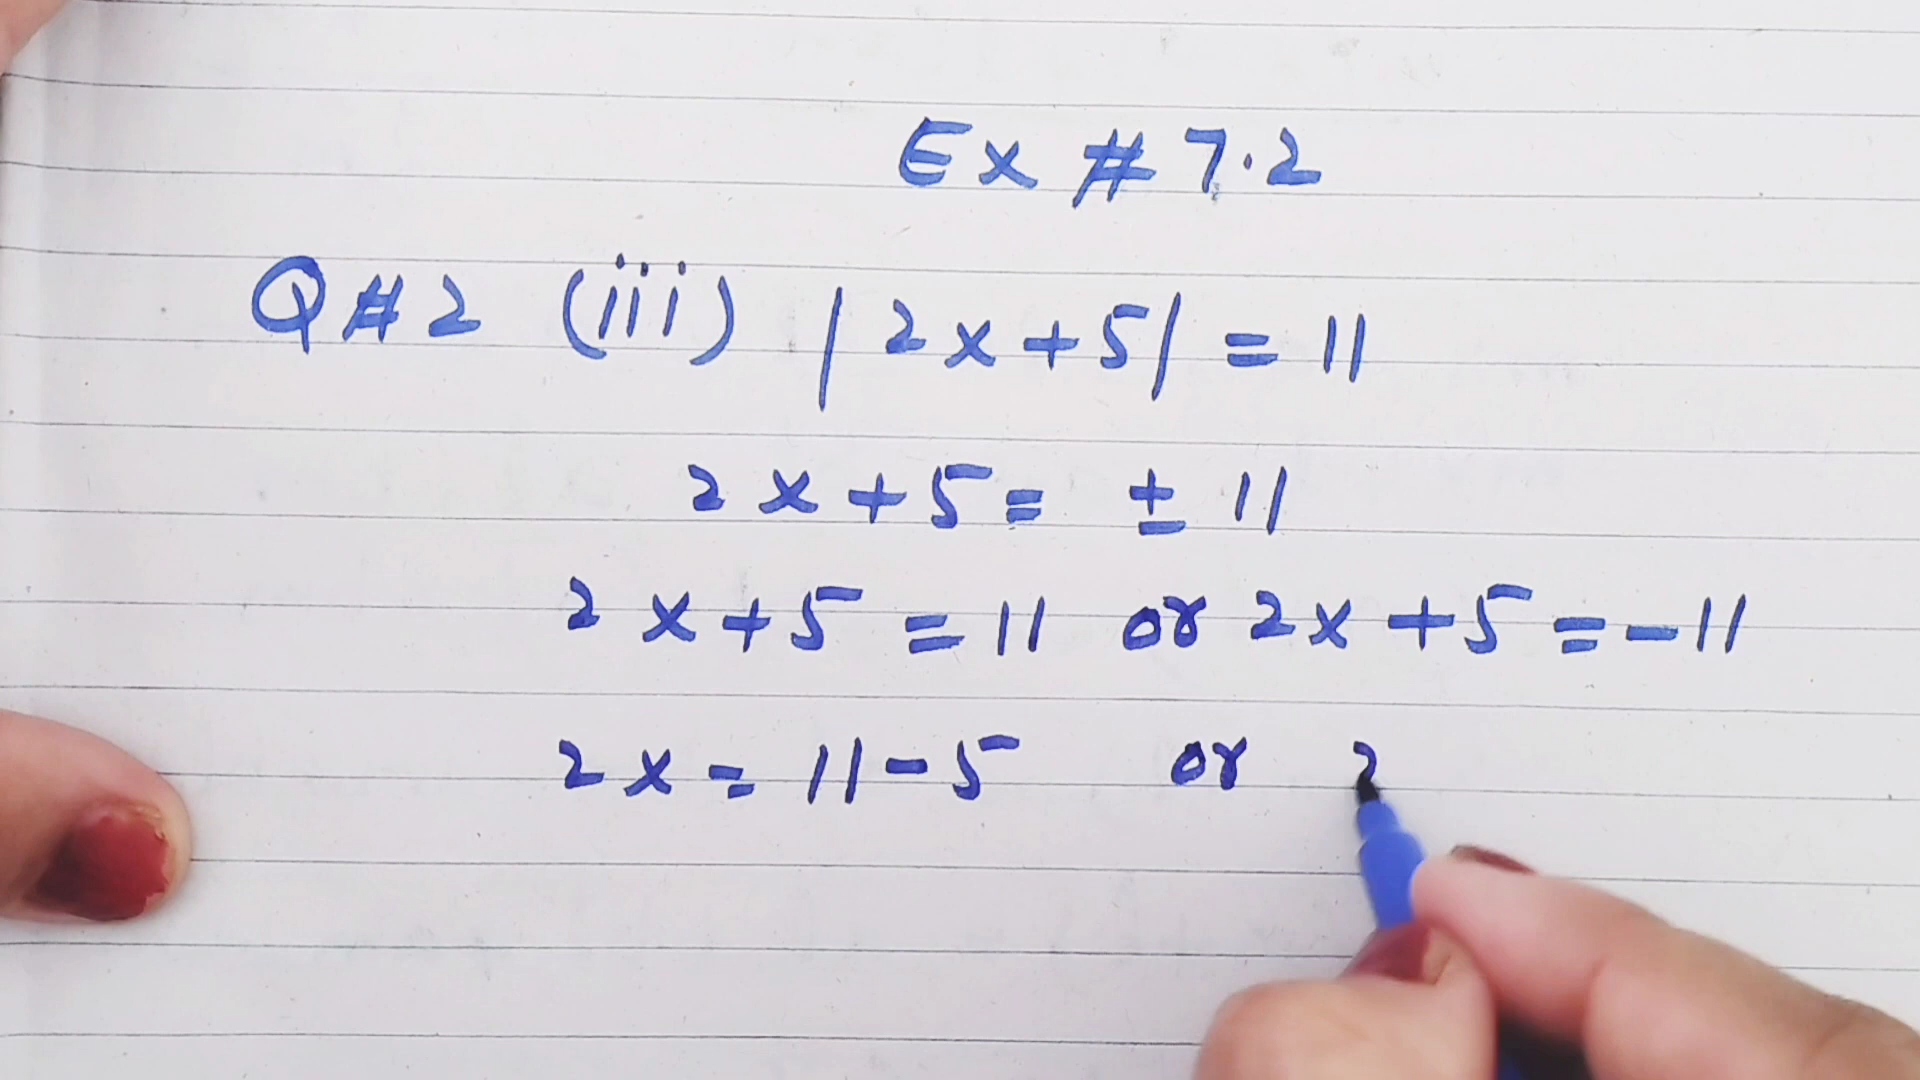 Ex # 7.2
Q # 2 (iii) |2x+5| = 11
2x+5 = ± 11
2x+5 = 11 or 2x+5 = -11
2x = 11-5 or 2